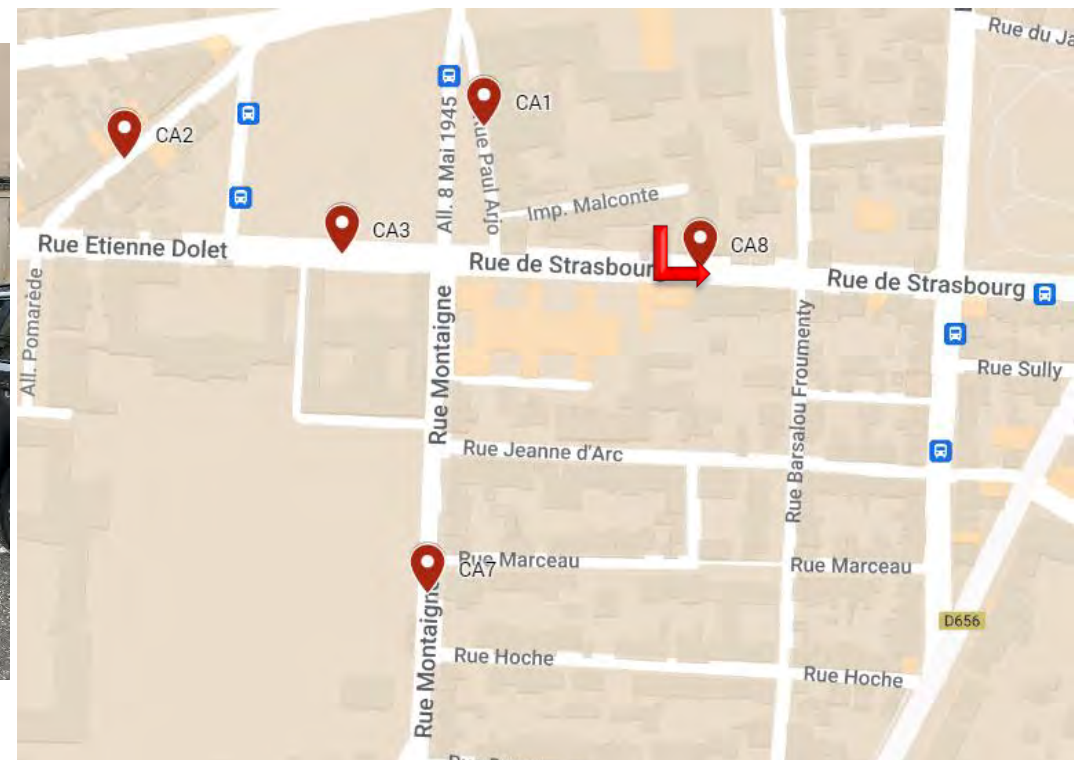 Rue du Ja
CA1
CA2
All. 8 Mai 1945
Rue Paul Arjo
Imp. Malconte
CA3
CA8
Rue Etienne Dolet
Rue de Strasbour
Rue de Strasbourg
All. Pomarède
Rue Montaigne
Rue Barsalou Froumenty
Rue Sully
Rue Jeanne d'Arc
Rue Marceau
CA7
Rue Marceau
D656
Rue Montaigne
Rue Hoche
Rue Hoche